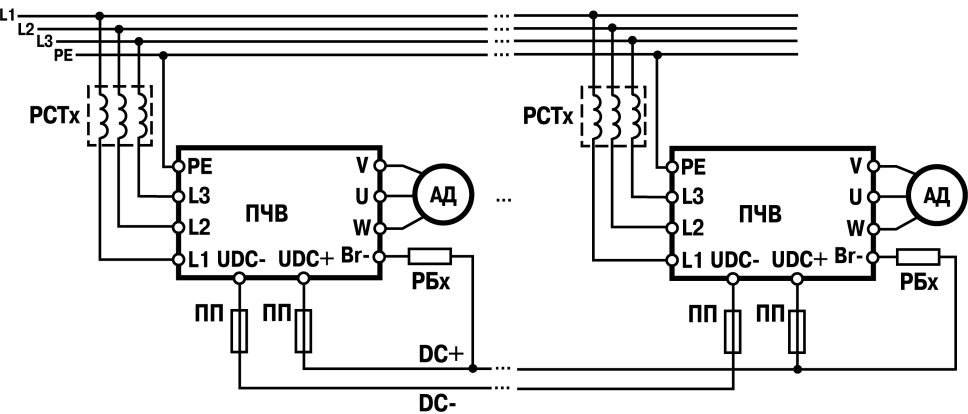 L1
L2
L3
PE
РСТх
РСТх
PE
V
L3
U
АД
ПЧВ
L2
W
L1
UDC-
UDC+
Br-
РБх
ПП
ПП
PE
V
L3
U
АД
ПЧВ
L2
W
L1
UDC-
UDC+
Br-
РБх
ПП
ПП
DC+
DC-